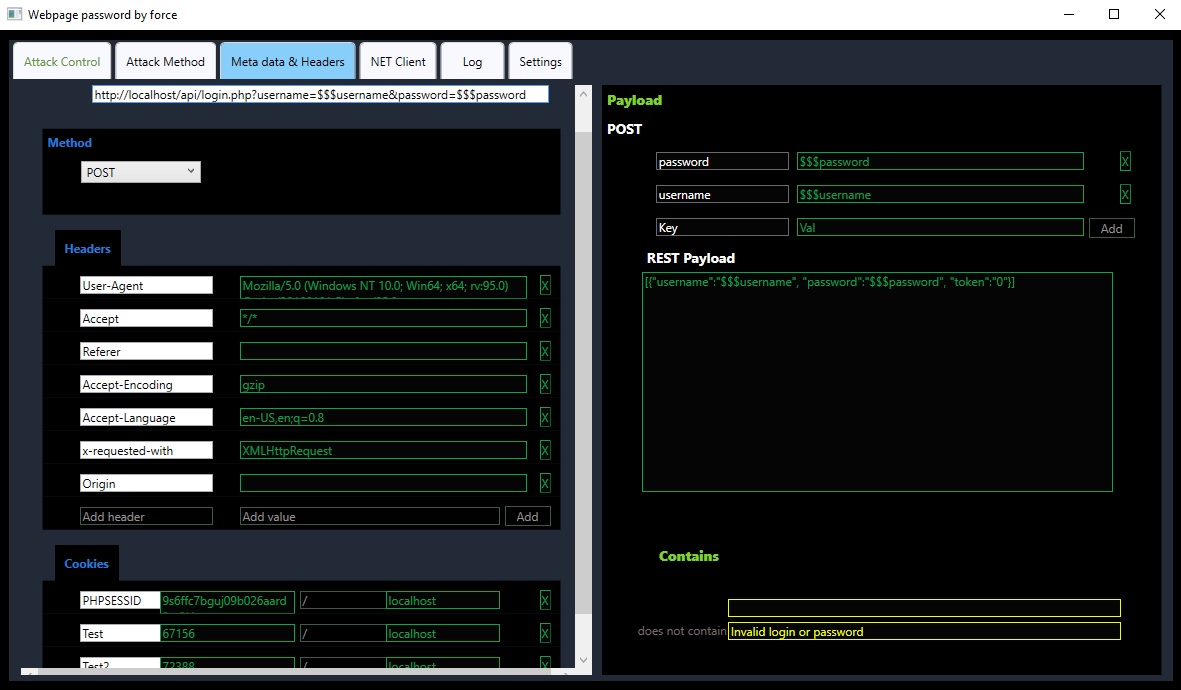 Webpage password by force
Attack Control
Attack Method
Meta data & Headers
NET Client
Log
Settings
http://localhost/api/login.php?username=$$$username&password=$$$password
Method
POST
Headers
User-Agent
Mozilla/5.0 (Windows NT 10.0; Win64; x64; rv:95.0)
X
Accept
*/*
X
Referer
X
Accept-Encoding
gzip
X
Accept-Language
en-US,en;q=0.8
X
x-requested-with
XMLHttpRequest
X
Origin
X
Add header
Add value
Add
Cookies
PHPSESSID
9s6ffc7bguj09b026aard
/
localhost
X
Test
67156
/
localhost
X
Test2
72388
/
localhost
X
Payload
POST
password
$$$password
X
username
$$$username
X
Key
Val
Add
REST Payload
[{"username":"$$$username", "password":"$$$password", "token":"0"}]
Contains
does not contain
Invalid login or password